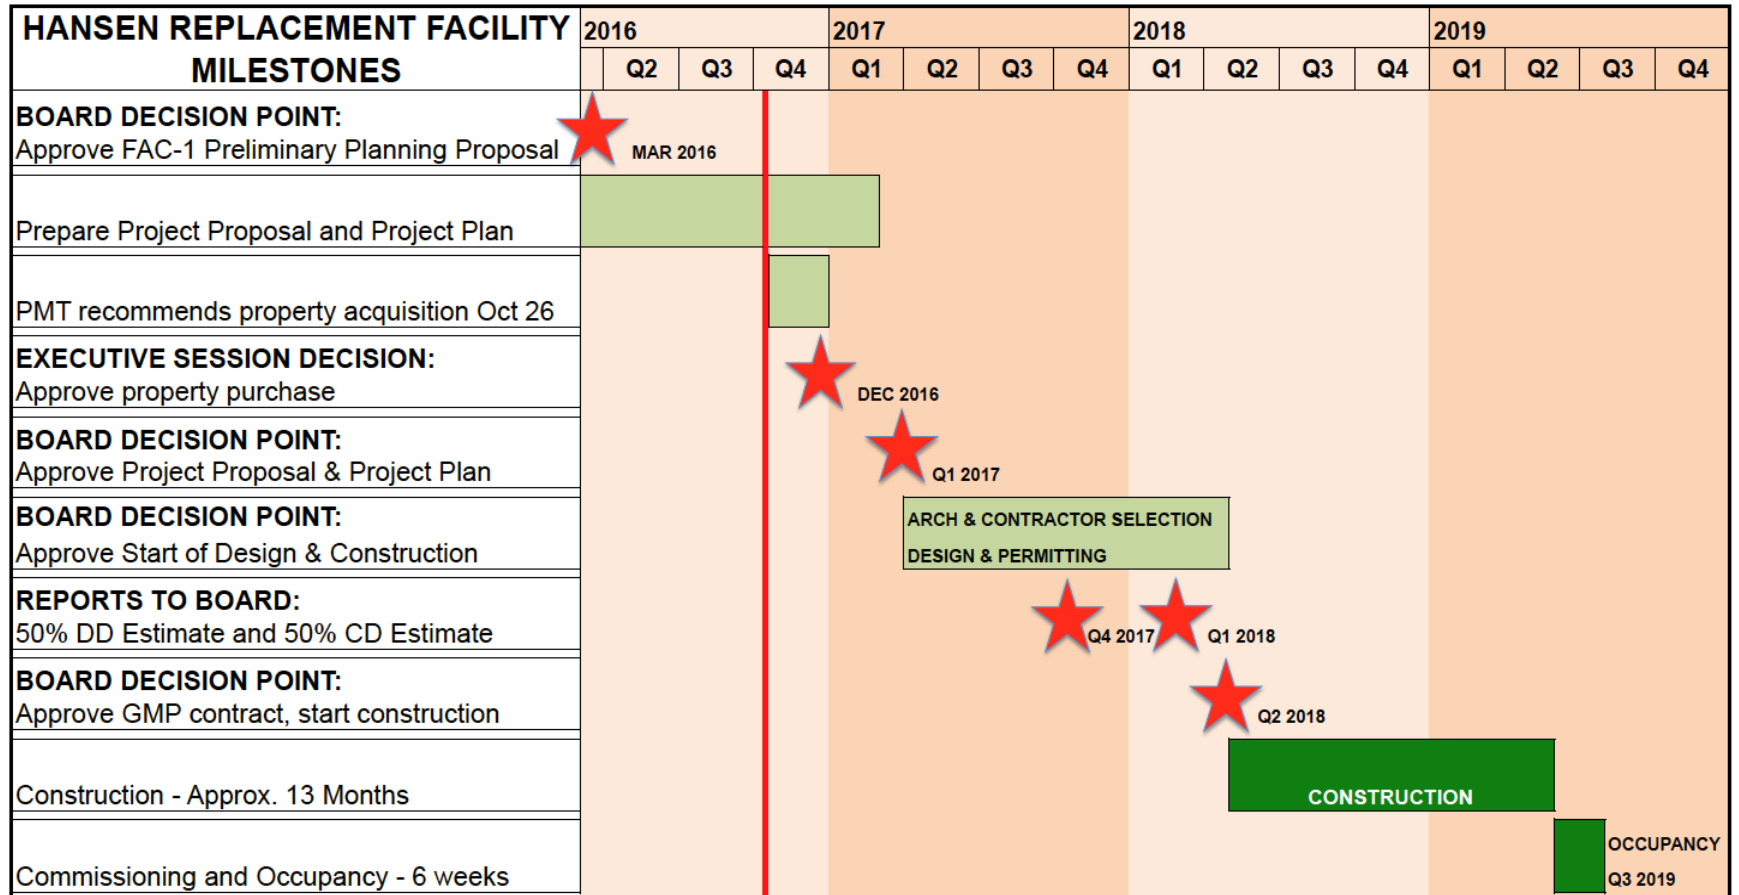 HANSEN REPLACEMENT FACILITY
MILESTONES
2016 2017 2018 2019
Q2 Q3 Q4 Q1 Q2 Q3 Q4 Q1 Q2 Q3 Q4 Q1 Q2 Q3 Q4
BOARD DECISION POINT:
Approve FAC-1 Preliminary Planning Proposal
MAR 2016
Prepare Project Proposal and Project Plan
PMT recommends property acquisition Oct 26
EXECUTIVE SESSION DECISION:
Approve property purchase
DEC 2016
BOARD DECISION POINT:
Approve Project Proposal & Project Plan
Q1 2017
BOARD DECISION POINT:
Approve Start of Design & Construction
ARCH & CONTRACTOR SELECTION
DESIGN & PERMITTING
REPORTS TO BOARD:
50% DD Estimate and 50% CD Estimate
Q4 2017
Q1 2018
BOARD DECISION POINT:
Approve GMP contract, start construction
Q2 2018
Construction - Approx. 13 Months
CONSTRUCTION
Commissioning and Occupancy - 6 weeks
OCCUPANCY
Q3 2019